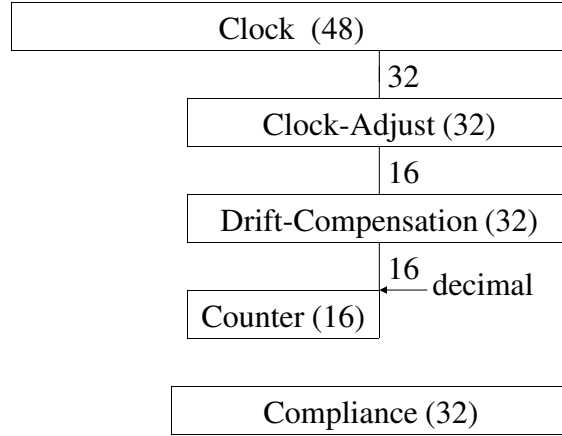 Clock (48)
32
Clock-Adjust (32)
16
Drift-Compensation (32)
16
decimal
Counter (16)
Compliance (32)